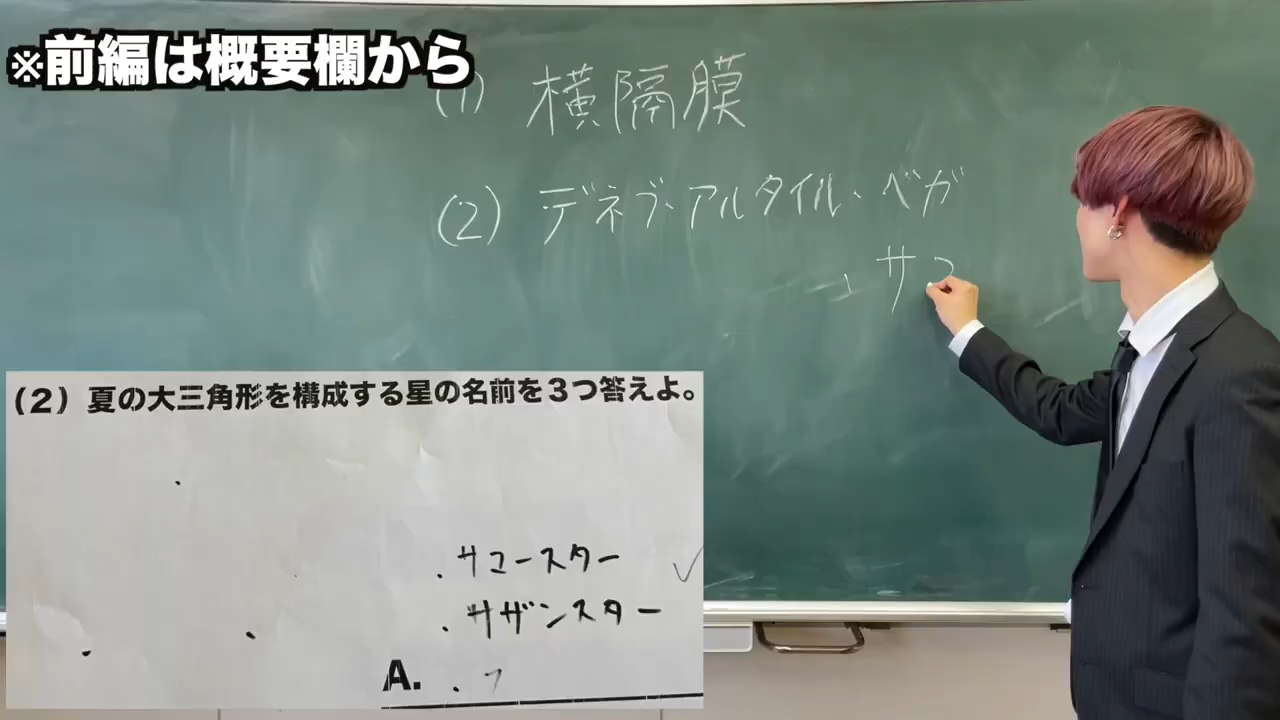 ※前編は概要欄から
(1) 横隔膜
(2) デネブ・アルタイル・ベガ
・サマ
(2) 夏の大三角形を構成する星の名前を3つ答えよ。
・サマースター
・サザンスター
A. ・